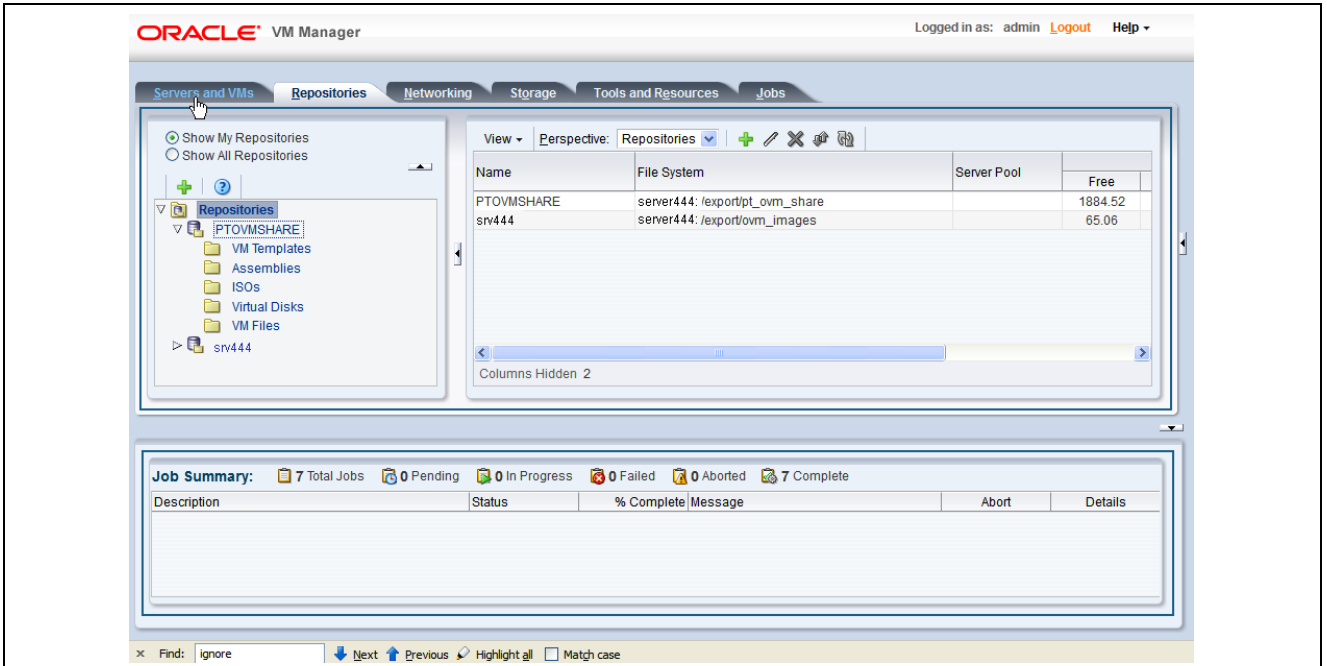 ORACLE VM Manager
Logged in as: admin Logout Help
Servers and VMs Repositories Networking Storage Tools and Resources Jobs
Show My Repositories
Show All Repositories
Repositories
PTOVMSHARE
VM Templates
Assemblies
ISOs
Virtual Disks
VM Files
srv444
View Perspective: Repositories
Name File System Server Pool Free
PTOVMSHARE server444: /export/pt_ovm_share 1884.52
srv444 server444: /export/ovm_images 65.06
Columns Hidden 2
Job Summary: 7 Total Jobs 0 Pending 0 In Progress 0 Failed 0 Aborted 7 Complete
Description Status % Complete Message Abort Details
× Find: ignore Next Previous Highlight all Match case